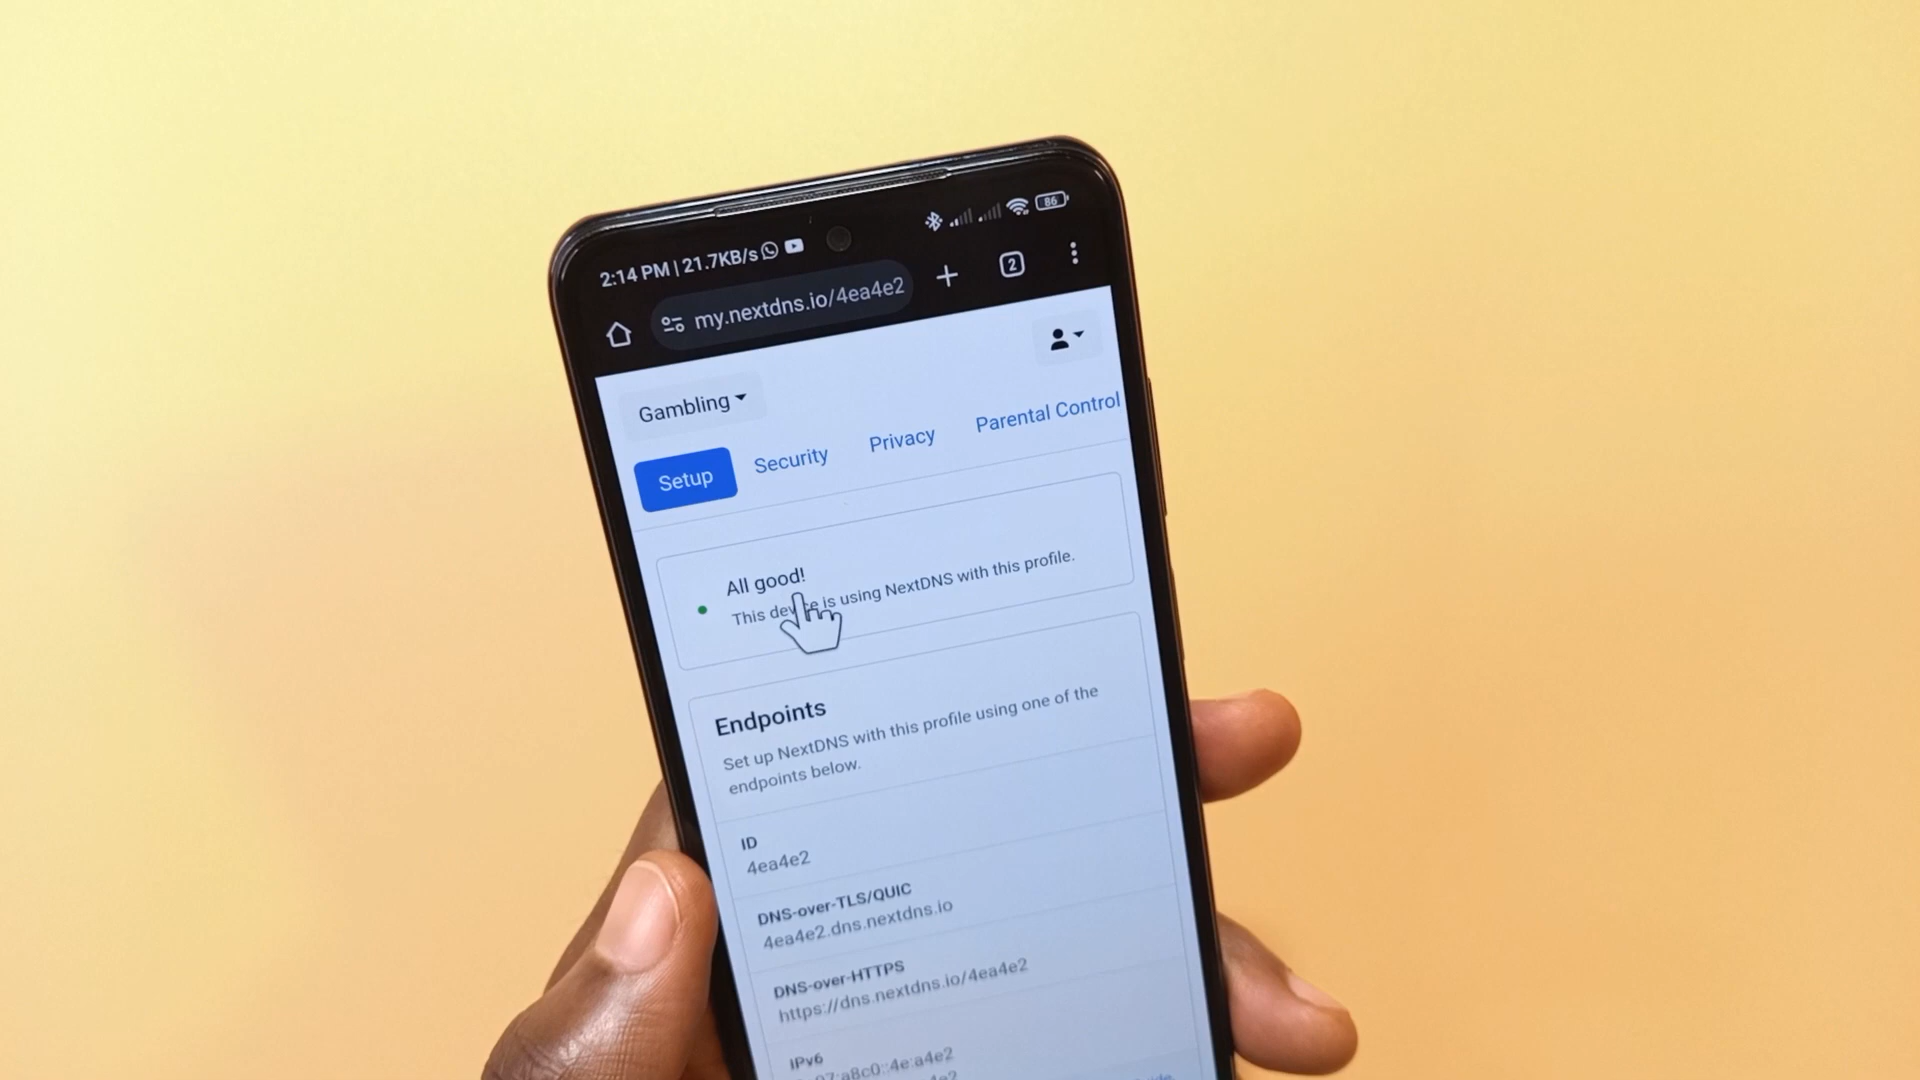 2:14 PM | 21.7KB/s
86
my.nextdns.io/4ea4e2
2
Gambling
Setup Security Privacy Parental Control
All good!
This device is using NextDNS with this profile.
Endpoints
Set up NextDNS with this profile using one of the
endpoints below.
ID
4ea4e2
DNS-over-TLS/QUIC
4ea4e2.dns.nextdns.io
DNS-over-HTTPS
https://dns.nextdns.io/4ea4e2
IPv6